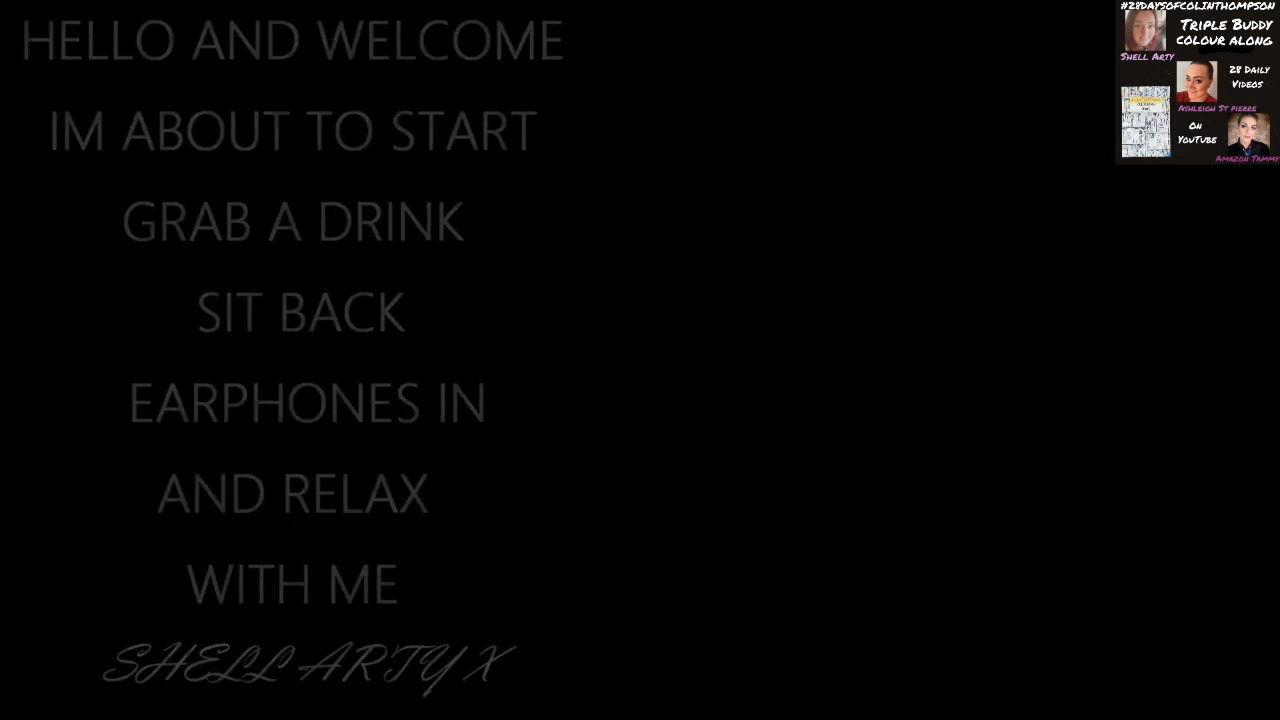 HELLO AND WELCOME
IM ABOUT TO START
GRAB A DRINK
SIT BACK
EARPHONES IN
AND RELAX
WITH ME
SHELL ARTY X
#28DAYSOFCOLINTHOMPSON
TRIPLE BUDDY
COLOUR ALONG
SHELL ARTY
28 DAILY
VIDEOS
ASHLEIGH ST PIERRE
ON
YOUTUBE
AMAZON TAMMY